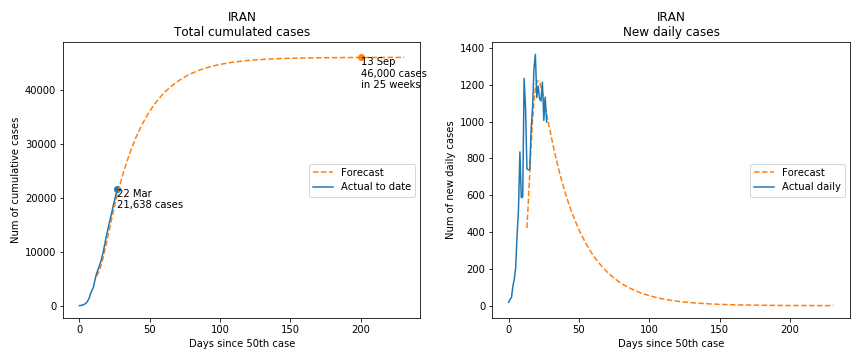 IRAN
Total cumulated cases
Num of cumulative cases
40000
30000
20000
10000
0
13 Sep
46,000 cases
in 25 weeks
22 Mar
21,638 cases
Forecast
Actual to date
0
50
100
150
200
Days since 50th case
IRAN
New daily cases
Num of new daily cases
1400
1200
1000
800
600
400
200
0
Forecast
Actual daily
0
50
100
150
200
Days since 50th case